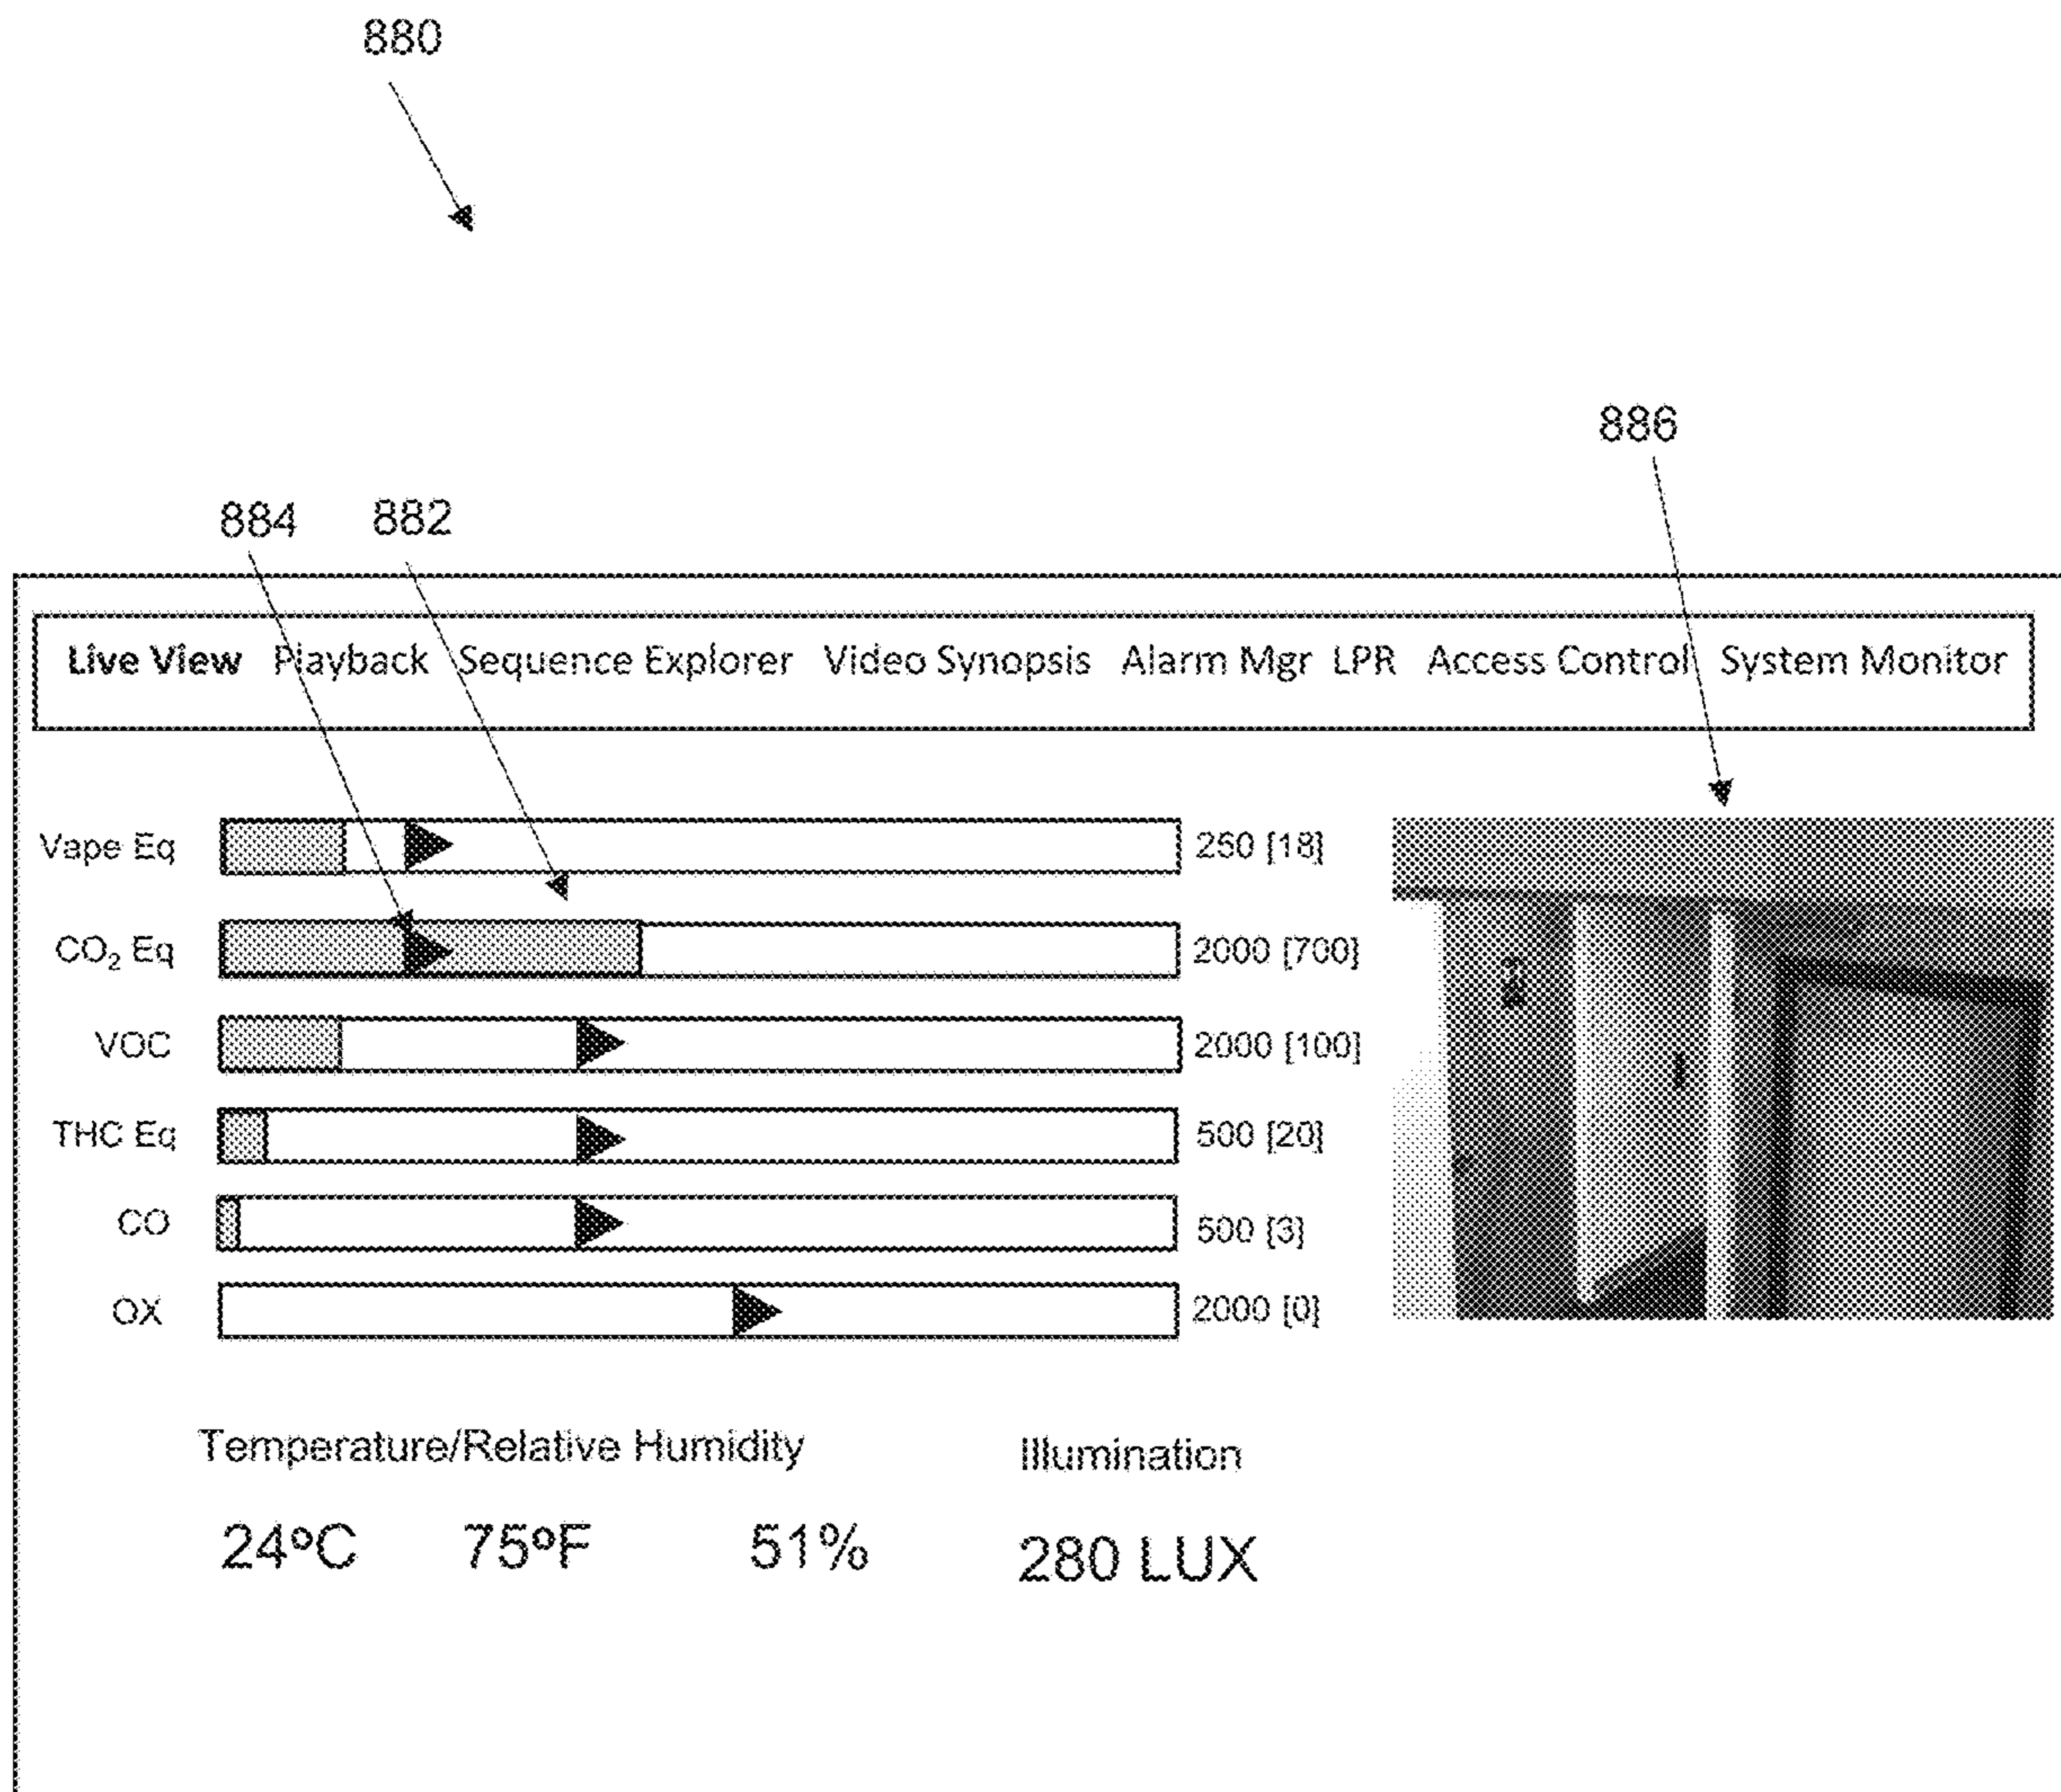 880
886
884 882
Live View Playback Sequence Explorer Video Synopsis Alarm Mgr LPR Access Control System Monitor
Vape Eq 250 [18]
CO₂ Eq 2000 [700]
VOC 2000 [100]
THC Eq 500 [20]
CO 500 [3]
OX 2000 [0]
Temperature/Relative Humidity Illumination
24ºC 75ºF 51% 280 LUX